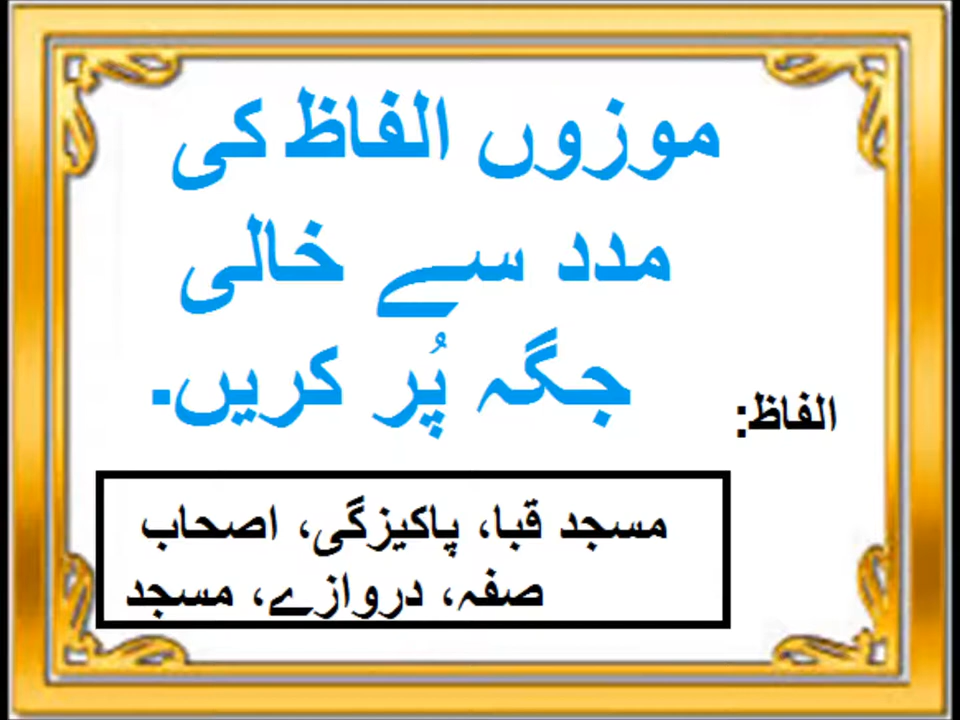 موزوں الفاظ کی
مدد سے خالی
جگہ پُر کریں۔
الفاظ:
مسجد قبا، پاکیزگی، اصحاب
صفہ، دروازے، مسجد